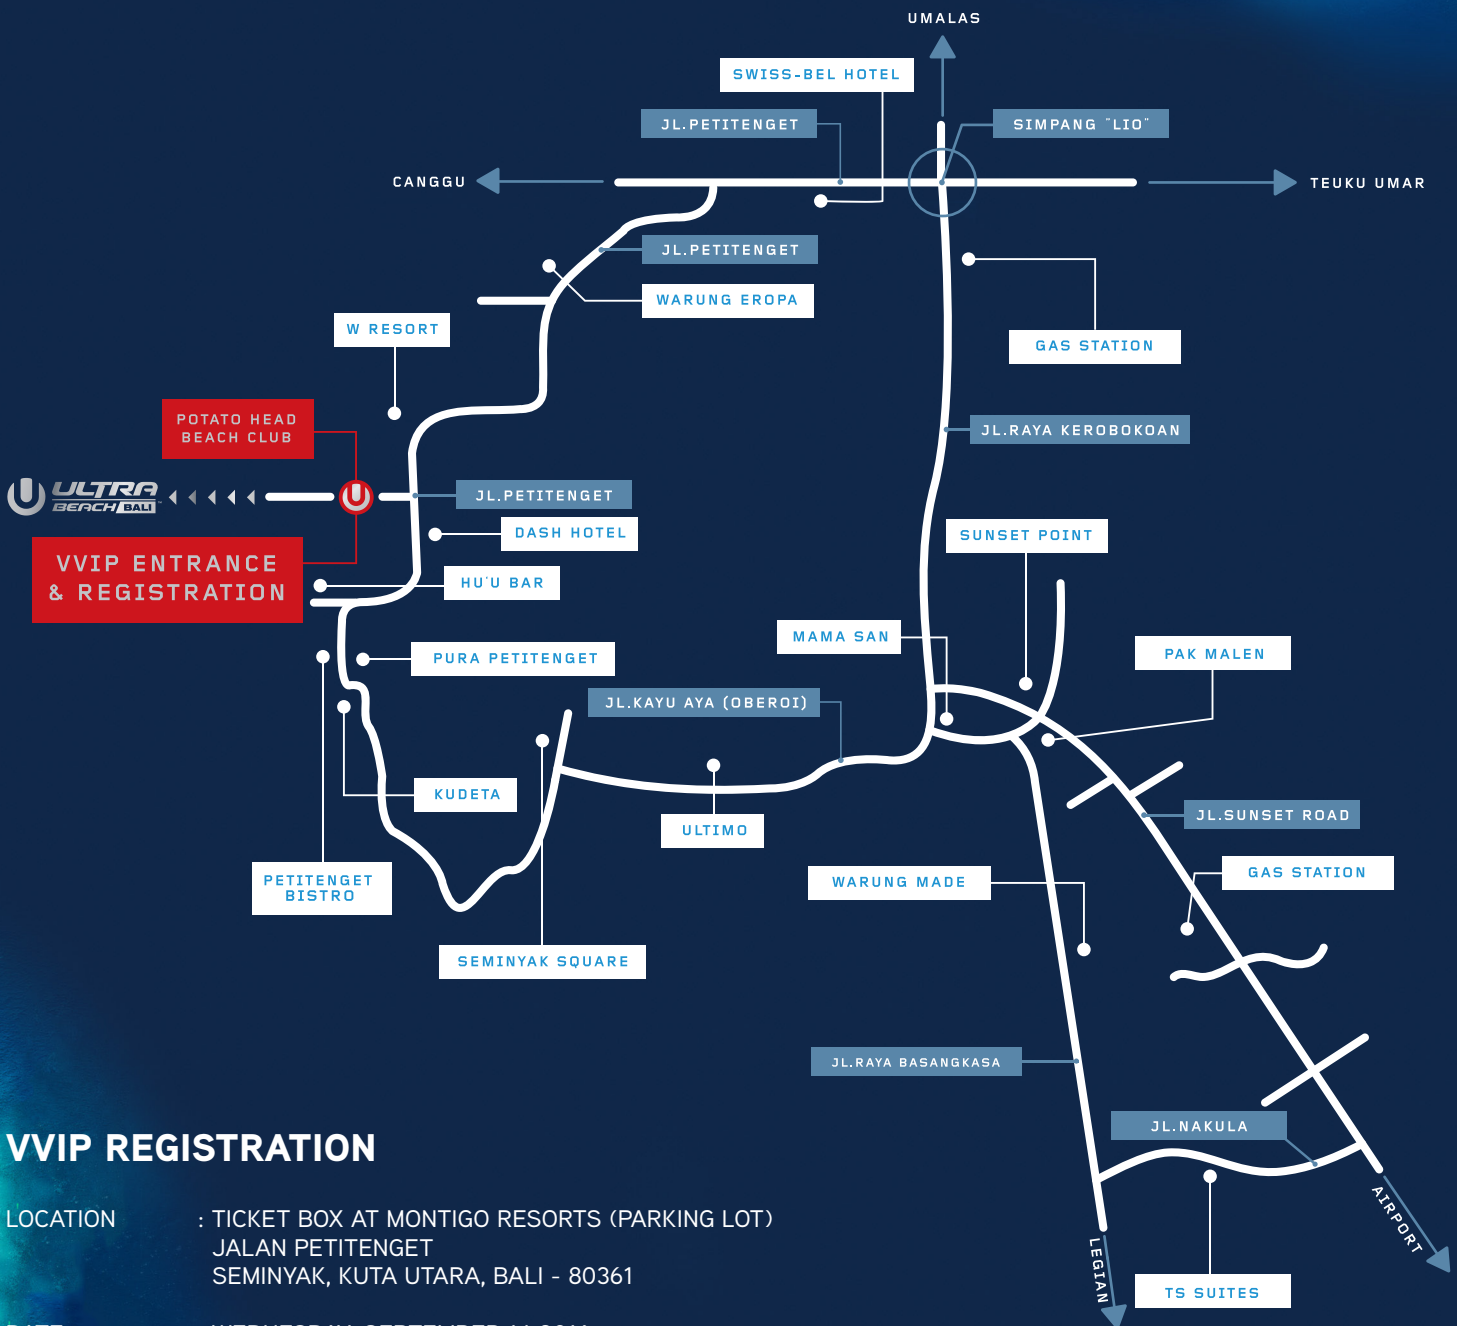 UMALAS
SWISS-BEL HOTEL
JL.PETITENGET
SIMPANG "LIO"
CANGGU
TEUKU UMAR
JL.PETITENGET
WARUNG EROPA
W RESORT
GAS STATION
POTATO HEAD
BEACH CLUB
JL.RAYA KEROBOKOAN
ULTRA
BEACH BALI
JL.PETITENGET
DASH HOTEL
SUNSET POINT
VVIP ENTRANCE
& REGISTRATION
HU'U BAR
MAMA SAN
PAK MALEN
PURA PETITENGET
JL.KAYU AYA (OBEROI)
KUDETA
ULTIMO
JL.SUNSET ROAD
PETITENGET
BISTRO
WARUNG MADE
GAS STATION
SEMINYAK SQUARE
JL.RAYA BASANGKASA
JL.NAKULA
AIRPORT
LEGIAN
TS SUITES
VVIP REGISTRATION
LOCATION : TICKET BOX AT MONTIGO RESORTS (PARKING LOT)
JALAN PETITENGET
SEMINYAK, KUTA UTARA, BALI - 80361